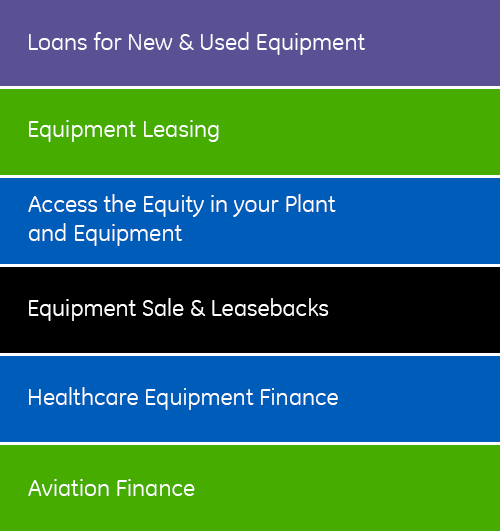 Loans for New & Used Equipment
Equipment Leasing
Access the Equity in your Plant
and Equipment
Equipment Sale & Leasebacks
Healthcare Equipment Finance
Aviation Finance